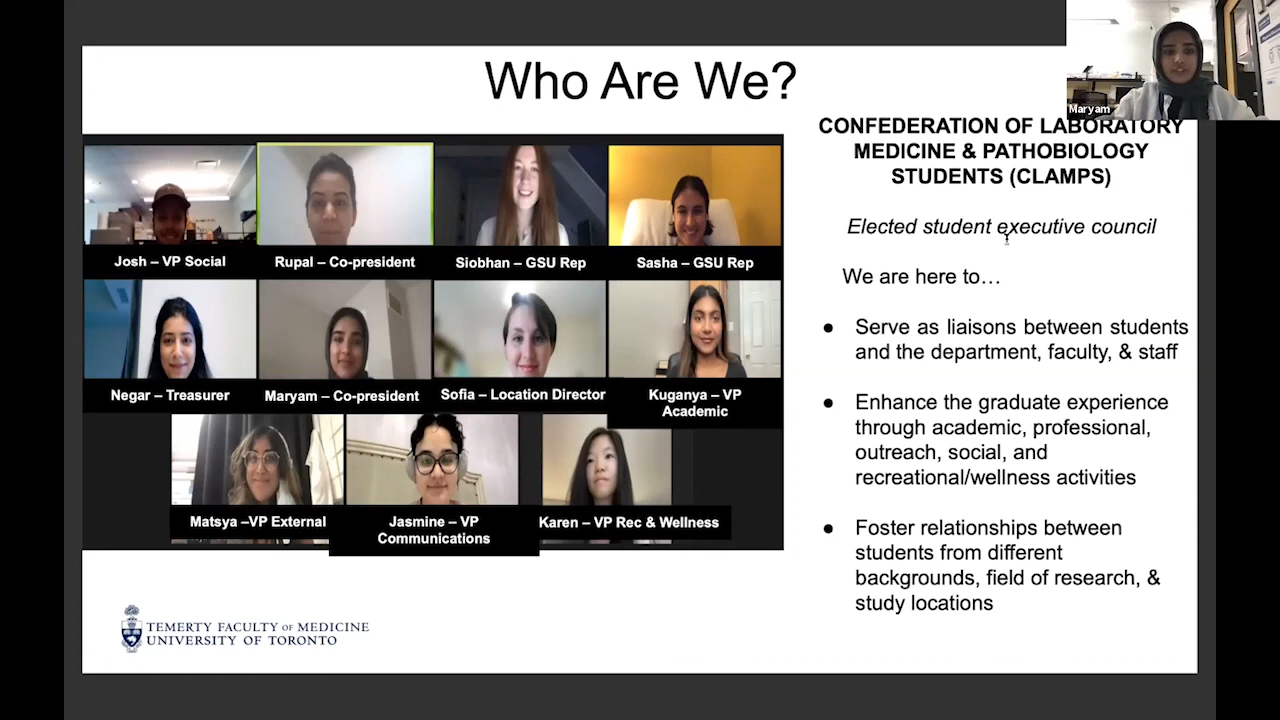 Who Are We?
Maryam
CONFEDERATION OF LABORATORY
MEDICINE & PATHOBIOLOGY
STUDENTS (CLAMPS)
Elected student executive council
We are here to…
● Serve as liaisons between students
and the department, faculty, & staff
● Enhance the graduate experience
through academic, professional,
outreach, social, and
recreational/wellness activities
● Foster relationships between
students from different
backgrounds, field of research, &
study locations
Josh – VP Social
Rupal – Co-president
Siobhan – GSU Rep
Sasha – GSU Rep
Negar – Treasurer
Maryam – Co-president
Sofia – Location Director
Kuganya – VP
Academic
Matsya –VP External
Jasmine – VP
Communications
Karen – VP Rec & Wellness
TEMERTY FACULTY OF MEDICINE
UNIVERSITY OF TORONTO